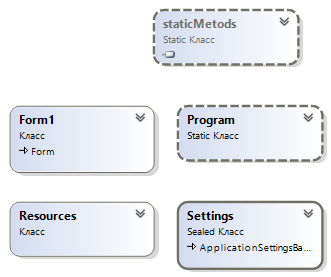 staticMetods
Static Класс
Form1
Класс
Form
Program
Static Класс
Resources
Класс
Settings
Sealed Класс
ApplicationSettingsBa...